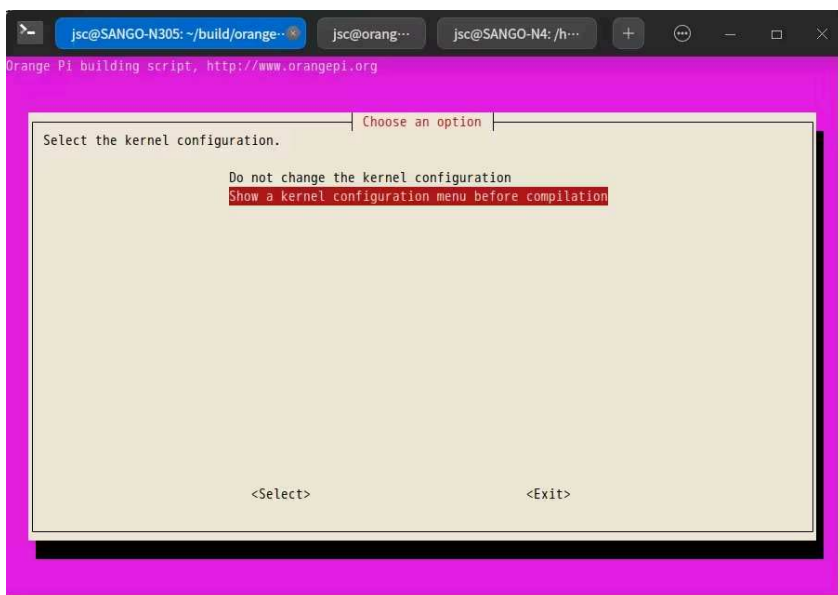 jsc@SANGO-N305: ~/build/orange··· jsc@orang··· jsc@SANGO-N4: /h···
Orange Pi building script, http://www.orangepi.org
Choose an option
Select the kernel configuration.
Do not change the kernel configuration
Show a kernel configuration menu before compilation
<Select> <Exit>